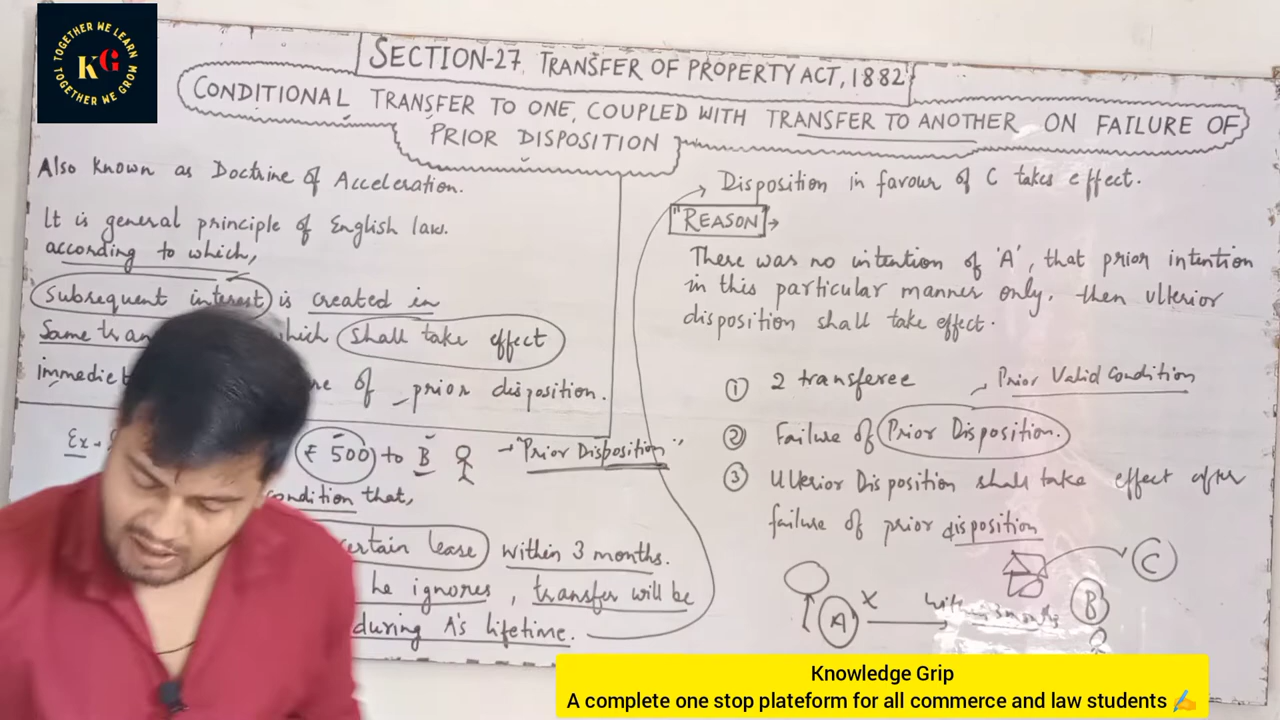 TOGETHER WE LEARN
KG
TOGETHER WE GROW
SECTION-27, TRANSFER OF PROPERTY ACT, 1882
CONDITIONAL TRANSFER TO ONE, COUPLED WITH TRANSFER TO ANOTHER ON FAILURE OF
PRIOR DISPOSITION
Also known as Doctrine of Acceleration.
It is general principle of English law.
according to which,
Subsequent interest is created in
Same
shall take effect
of prior disposition.
Ex.
₹ 500 to B → "Prior Disposition"
condition that,
lease within 3 months.
he ignores, transfer will be
during A's lifetime.
Disposition in favour of C takes effect.
"REASON" →
There was no intention of 'A', that prior intention
in this particular manner only, then ulterior
disposition shall take effect.
① 2 transferee
Prior Valid Condition
② Failure of Prior Disposition.
③ Ulterior Disposition shall take effect after
failure of prior disposition
C
A X within 3 months B
Knowledge Grip
A complete one stop plateform for all commerce and law students ✍️